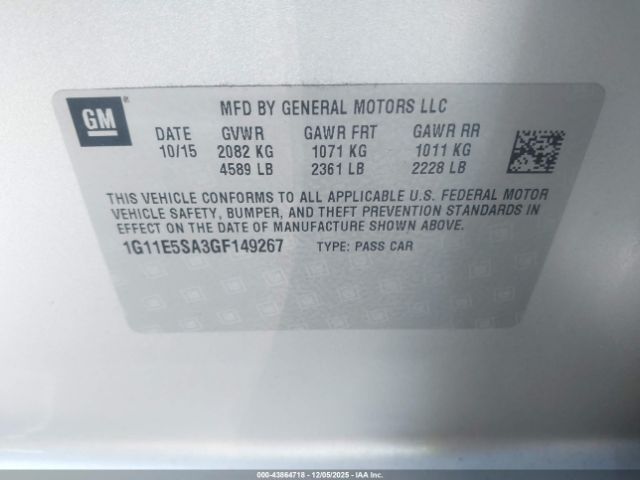 GM ®
MFD BY GENERAL MOTORS LLC
DATE GVWR GAWR FRT GAWR RR
10/15 2082 KG 1071 KG 1011 KG
4589 LB 2361 LB 2228 LB
THIS VEHICLE CONFORMS TO ALL APPLICABLE U.S. FEDERAL MOTOR
VEHICLE SAFETY, BUMPER, AND THEFT PREVENTION STANDARDS IN
EFFECT ON THE DATE OF MANUFACTURE SHOWN ABOVE.
1G11E5SA3GF149267 TYPE: PASS CAR
000-43864718 - 12/05/2025 - IAA Inc.